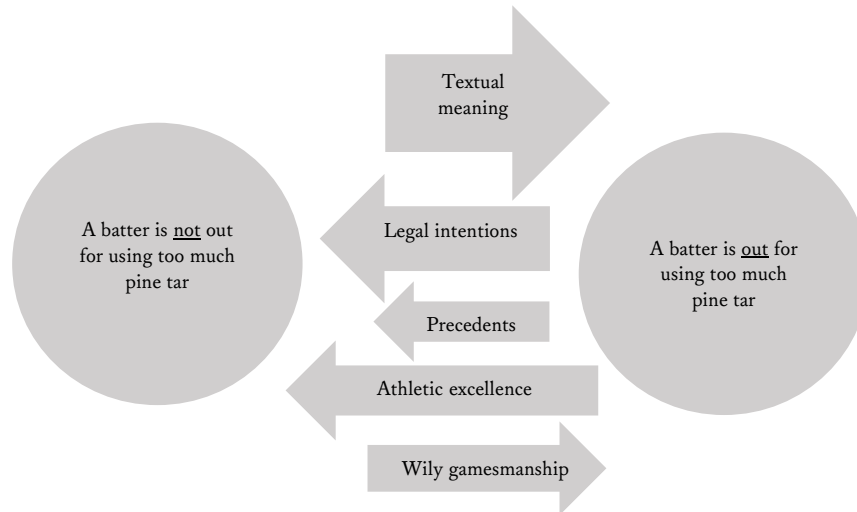 Textual
meaning
A batter is not out
for using too much
pine tar
Legal intentions
A batter is out for
using too much
pine tar
Precedents
Athletic excellence
Wily gamesmanship